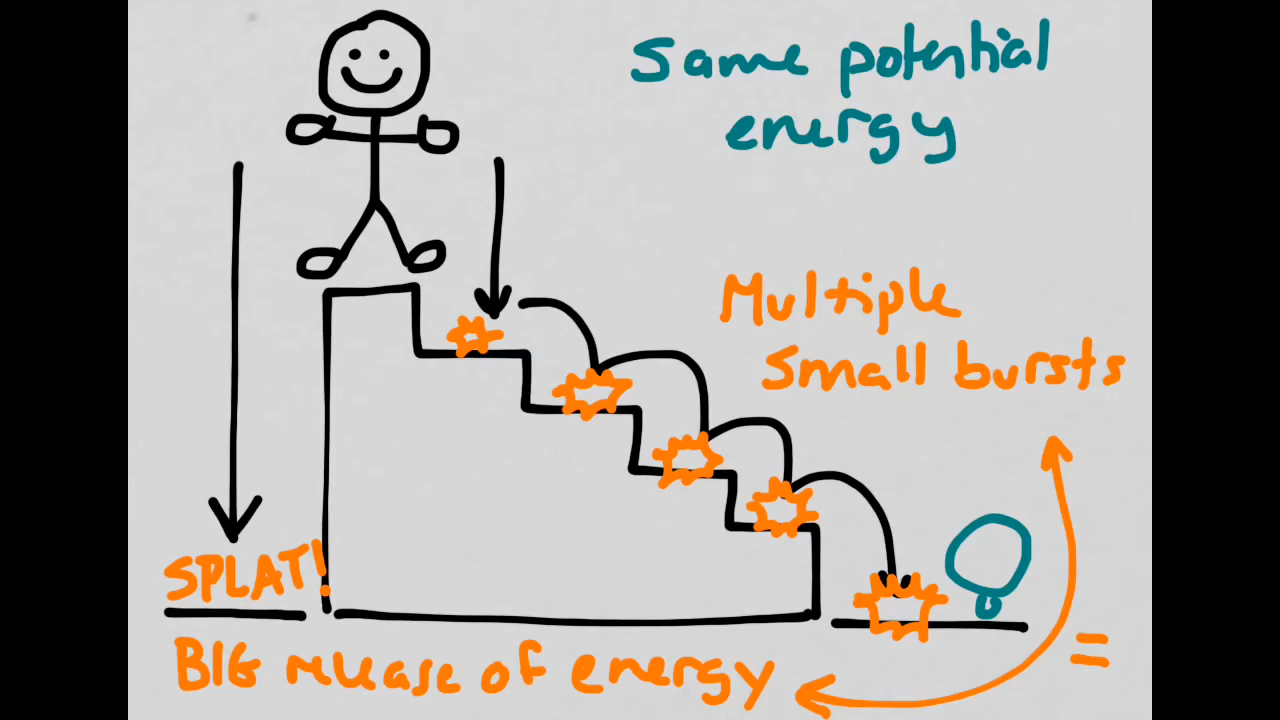 Same potential
energy
Multiple
small bursts
SPLAT!
BIG release of energy
=